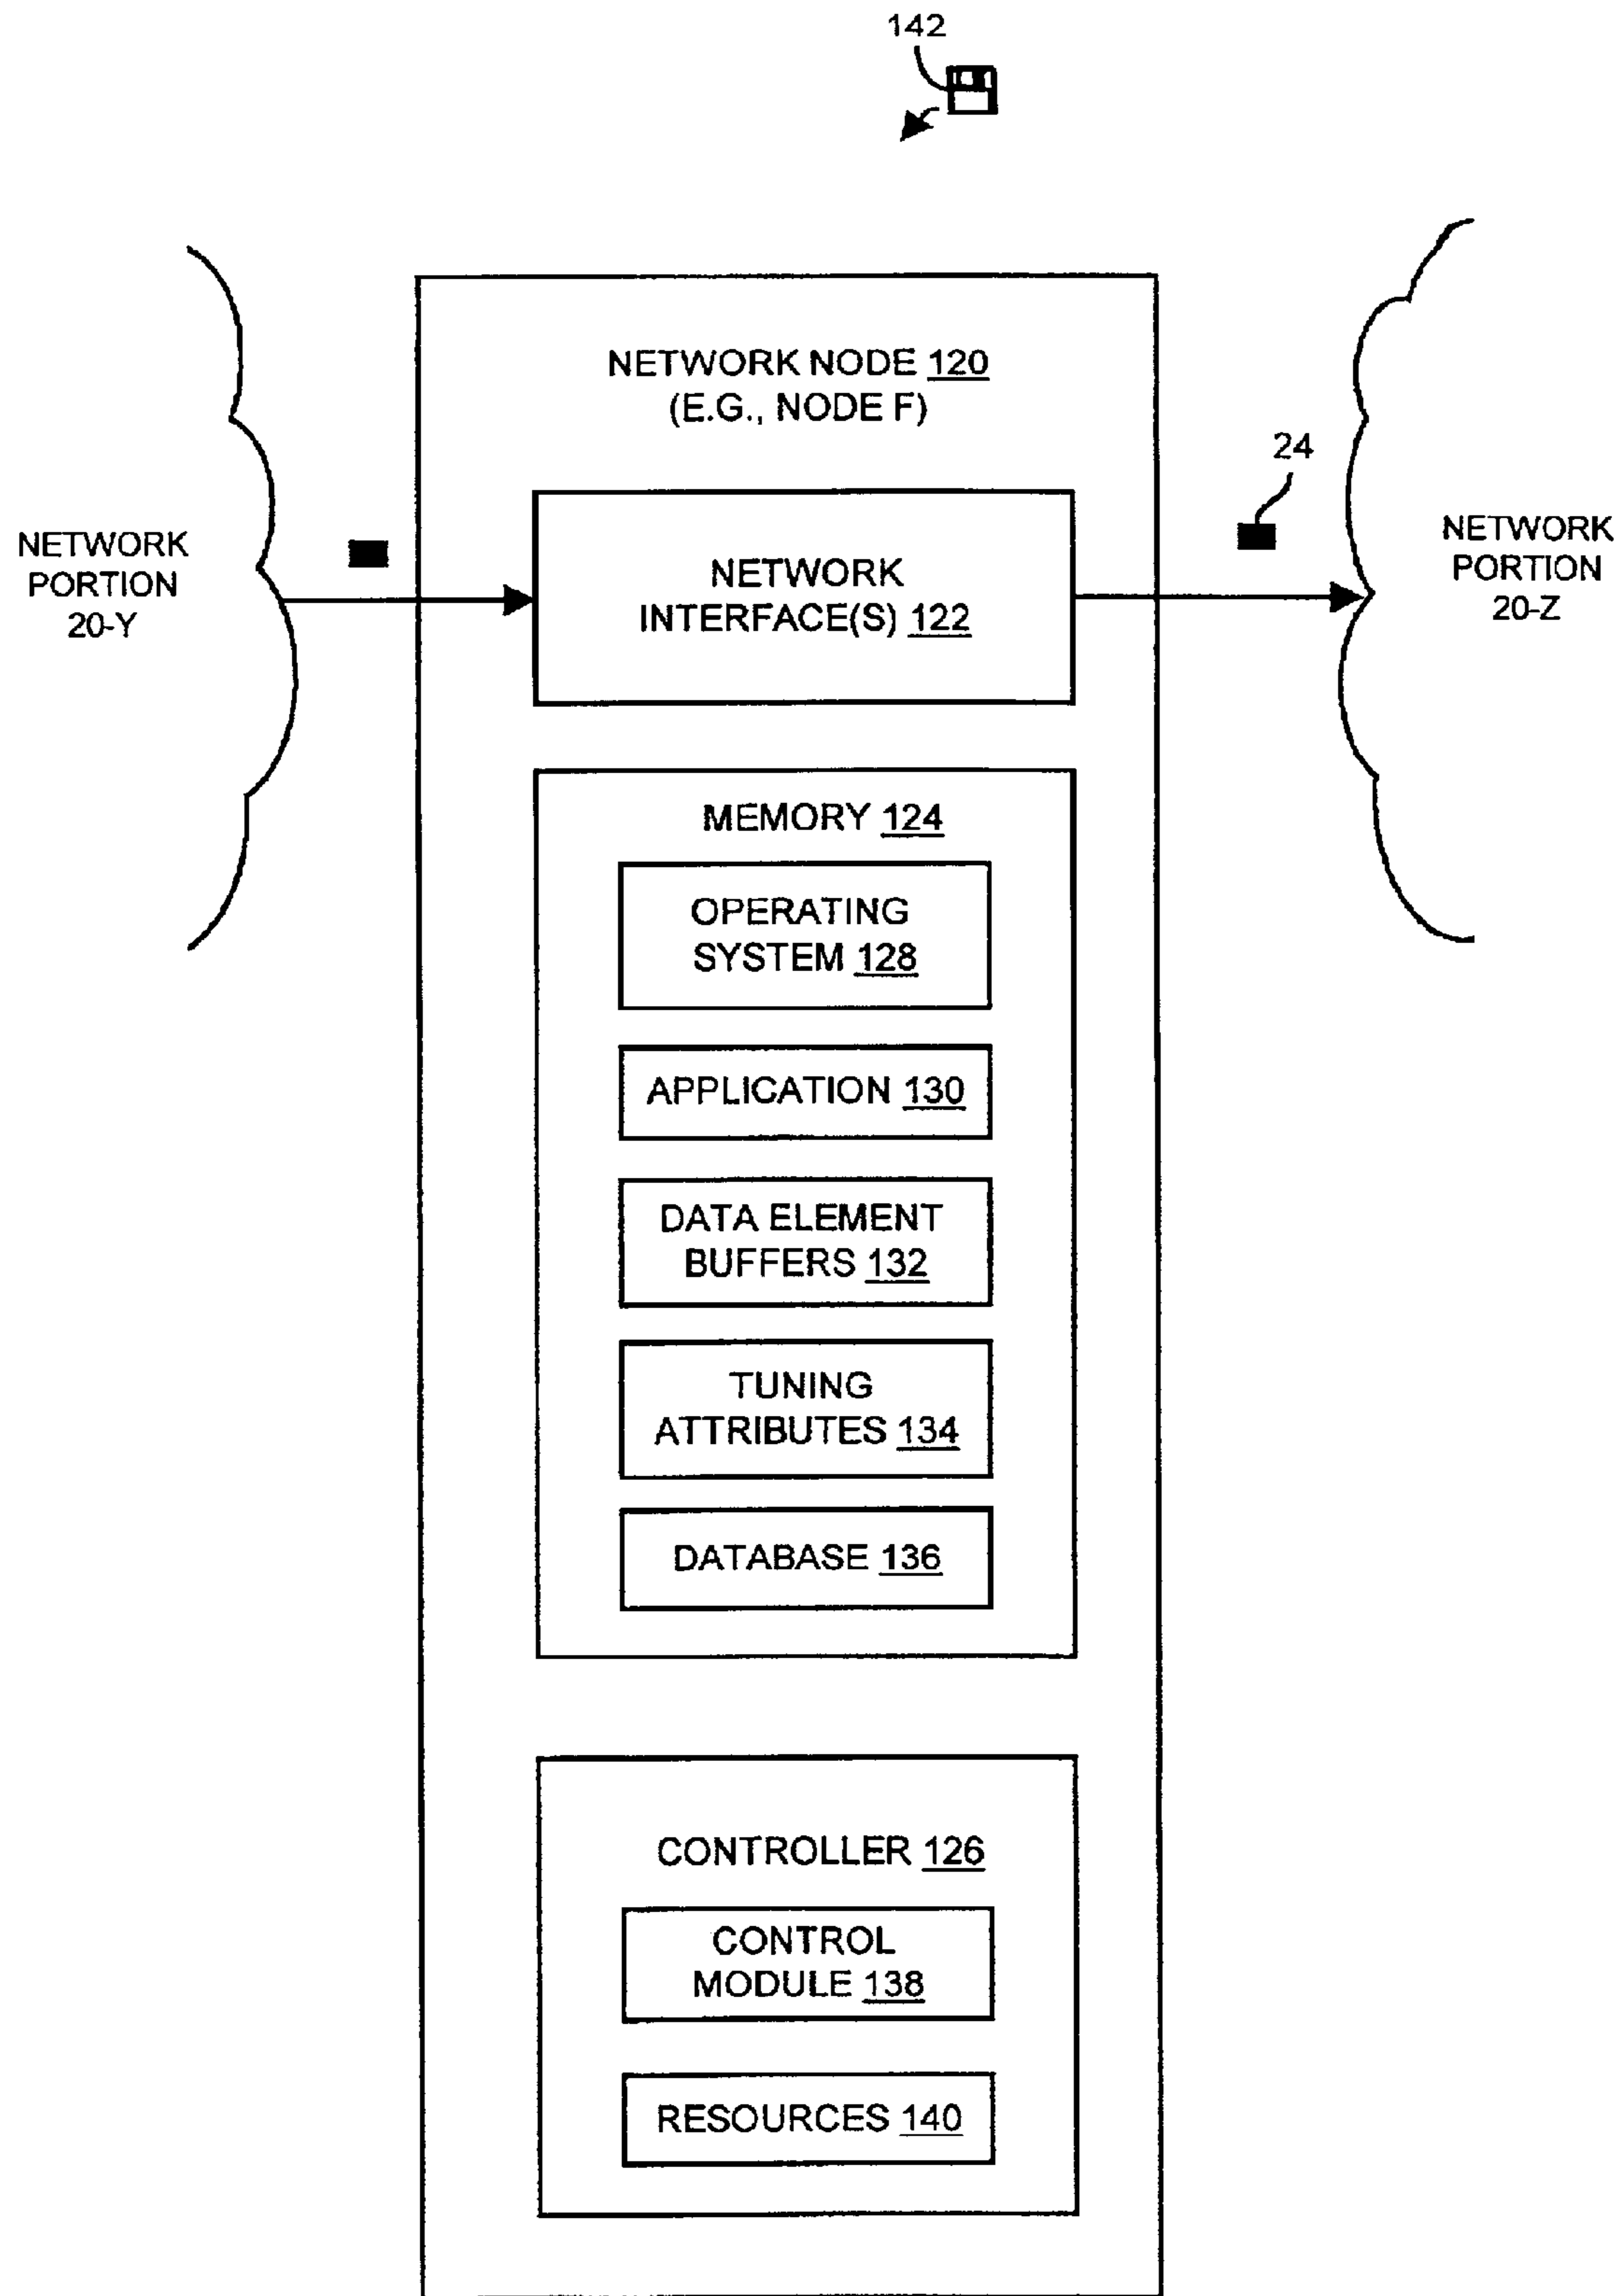 142
NETWORK NODE 120
(E.G., NODE F)
24
NETWORK
PORTION
20-Y
NETWORK
INTERFACE(S) 122
NETWORK
PORTION
20-Z
MEMORY 124
OPERATING
SYSTEM 128
APPLICATION 130
DATA ELEMENT
BUFFERS 132
TUNING
ATTRIBUTES 134
DATABASE 136
CONTROLLER 126
CONTROL
MODULE 138
RESOURCES 140